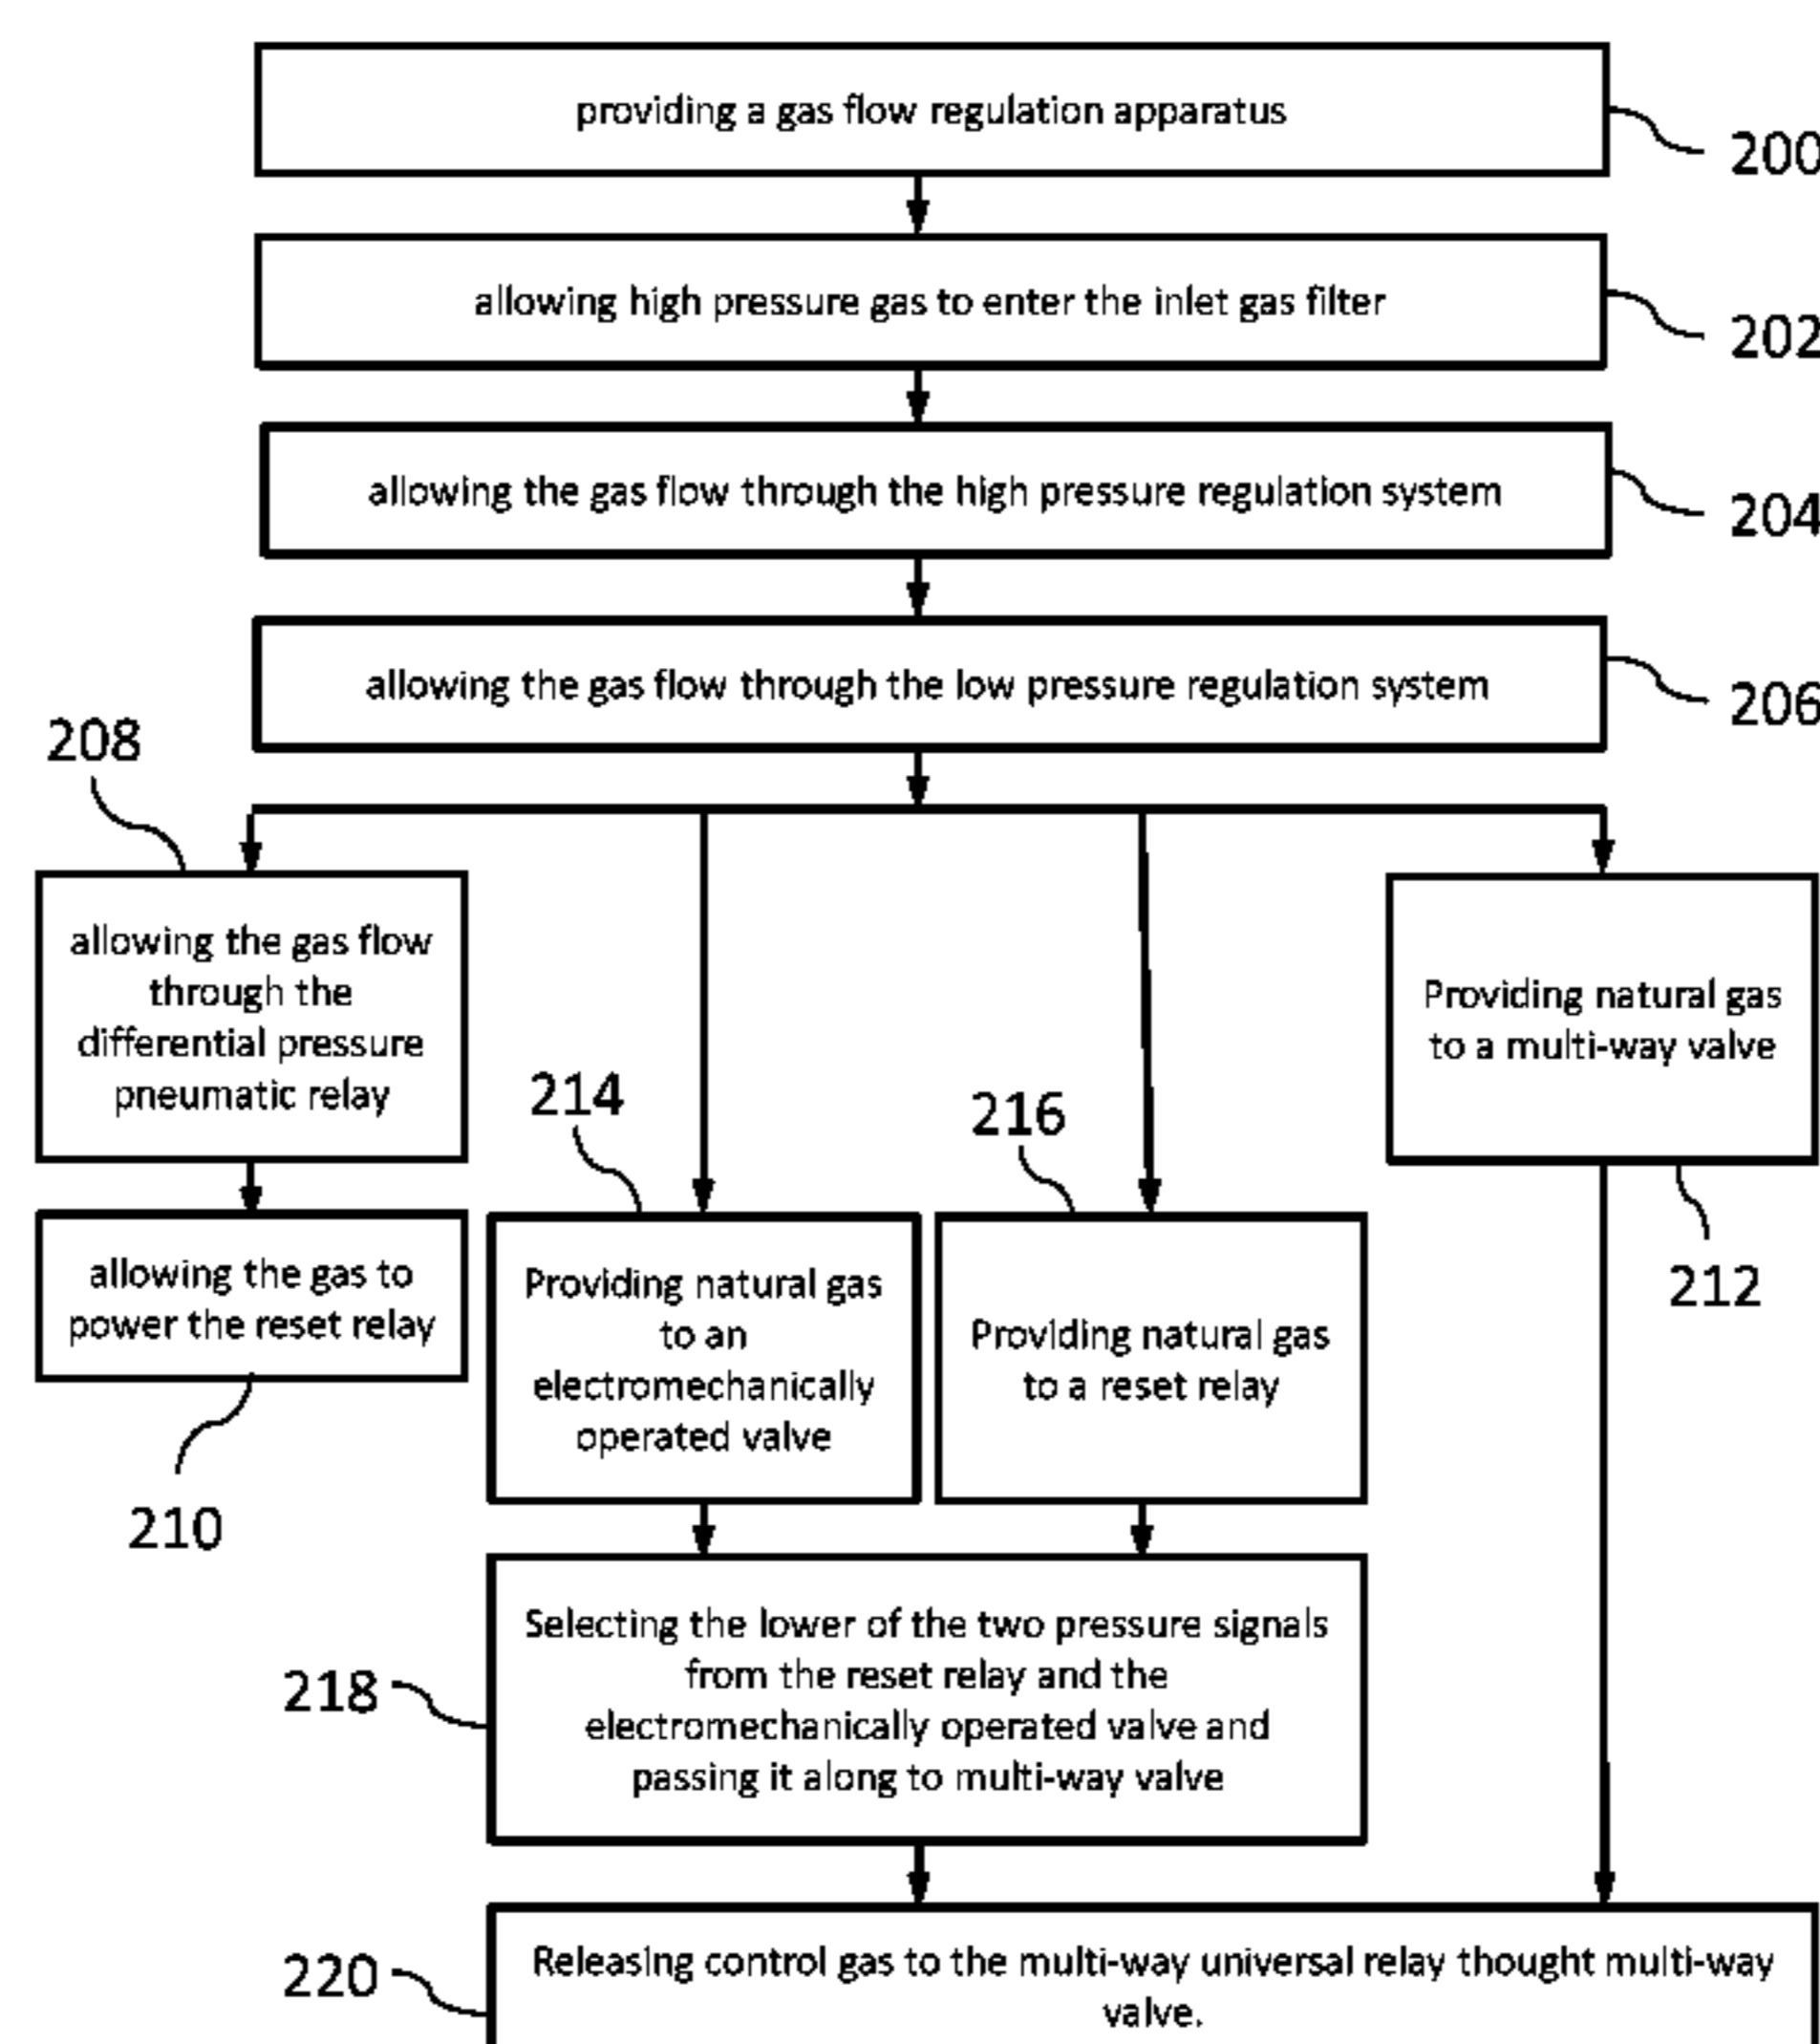 providing a gas flow regulation apparatus
200
allowing high pressure gas to enter the inlet gas filter
202
allowing the gas flow through the high pressure regulation system
204
allowing the gas flow through the low pressure regulation system
206
208
allowing the gas flow
through the
differential pressure
pneumatic relay
Providing natural gas
to a multi-way valve
212
214
216
allowing the gas to
power the reset relay
210
Providing natural gas
to an
electromechanically
operated valve
Providing natural gas
to a reset relay
218
Selecting the lower of the two pressure signals
from the reset relay and the
electromechanically operated valve and
passing it along to multi-way valve
220
Releasing control gas to the multi-way universal relay thought multi-way
valve.